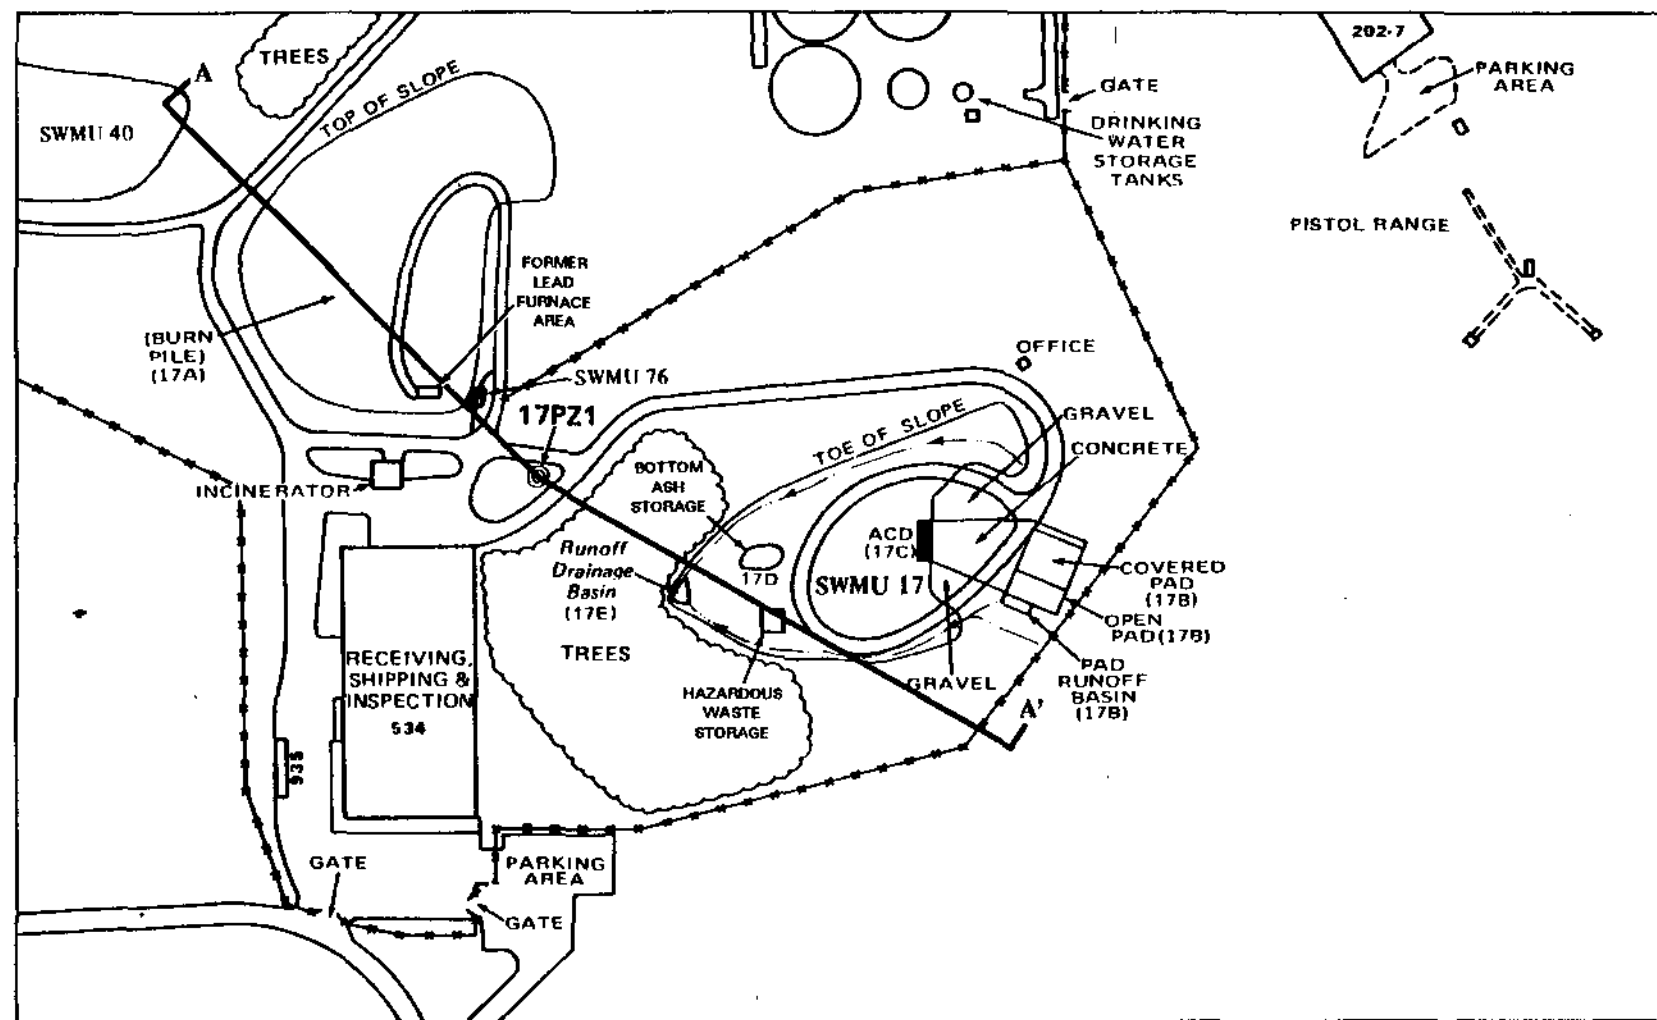 202-7
TREES
A
TOP OF SLOPE
SWMU 40
GATE
PARKING
AREA
DRINKING
WATER
STORAGE
TANKS
PISTOL RANGE
FORMER
LEAD
FURNACE
AREA
(BURN
PILE)
(17A)
SWMU 76
OFFICE
17PZ1
TOE OF SLOPE
GRAVEL
CONCRETE
BOTTOM
ASH
STORAGE
INCINERATOR
ACD
(17C)
Runoff
Drainage
Basin
(17E)
17D
SWMU 17
COVERED
PAD
(17B)
OPEN
PAD(17B)
TREES
RECEIVING,
SHIPPING &
INSPECTION
534
GRAVEL
PAD
RUNOFF
BASIN
(17B)
HAZARDOUS
WASTE
STORAGE
A'
935
GATE
PARKING
AREA
GATE